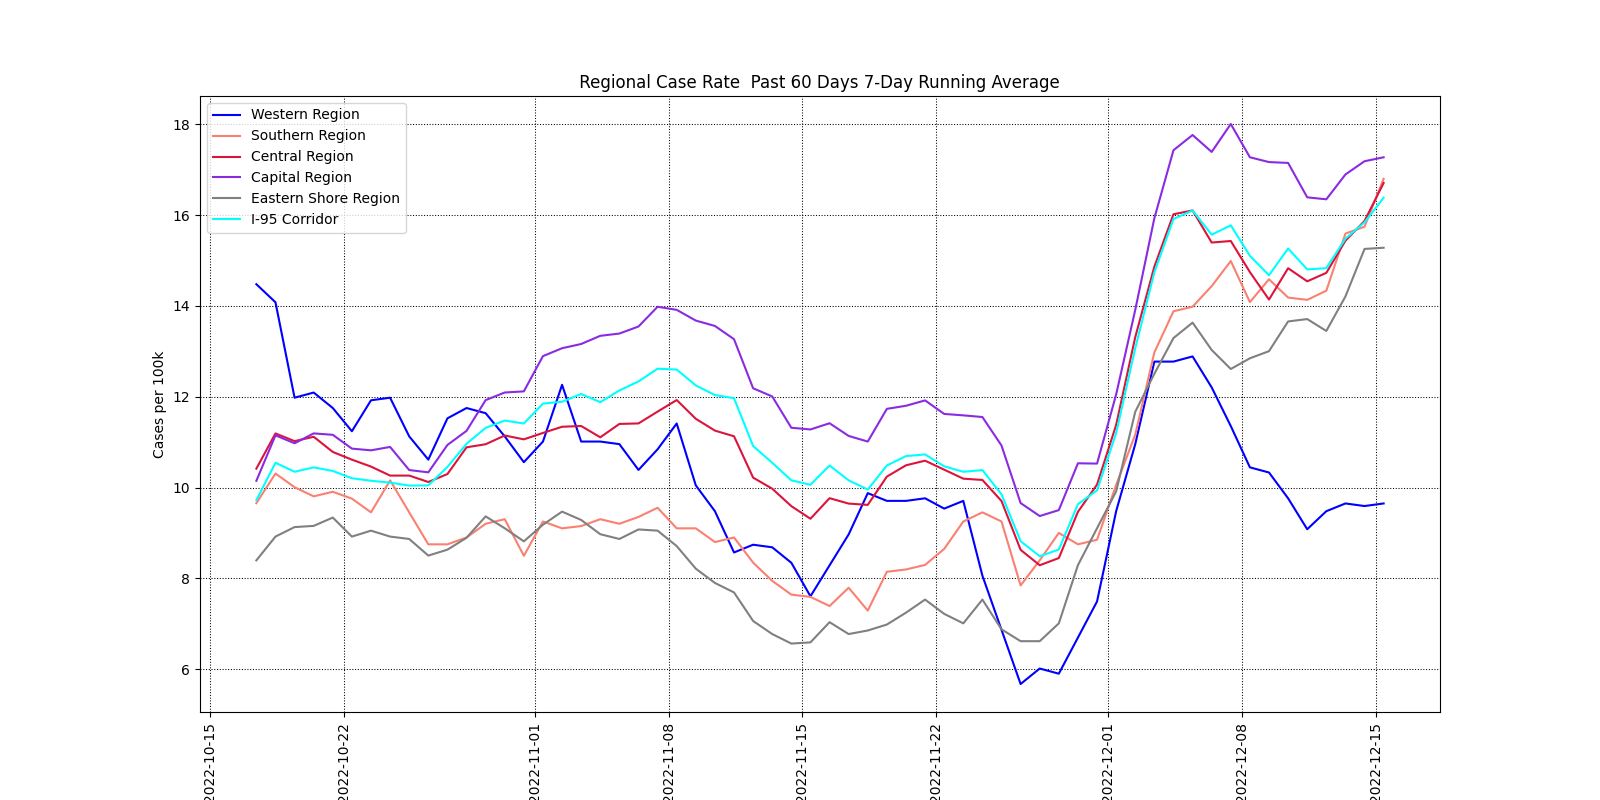 Regional Case Rate  Past 60 Days 7-Day Running Average
Western Region
Southern Region
Central Region
Capital Region
Eastern Shore Region
I-95 Corridor
Cases per 100k
18
16
14
12
10
8
6
2022-10-15
2022-10-22
2022-11-01
2022-11-08
2022-11-15
2022-11-22
2022-12-01
2022-12-08
2022-12-15